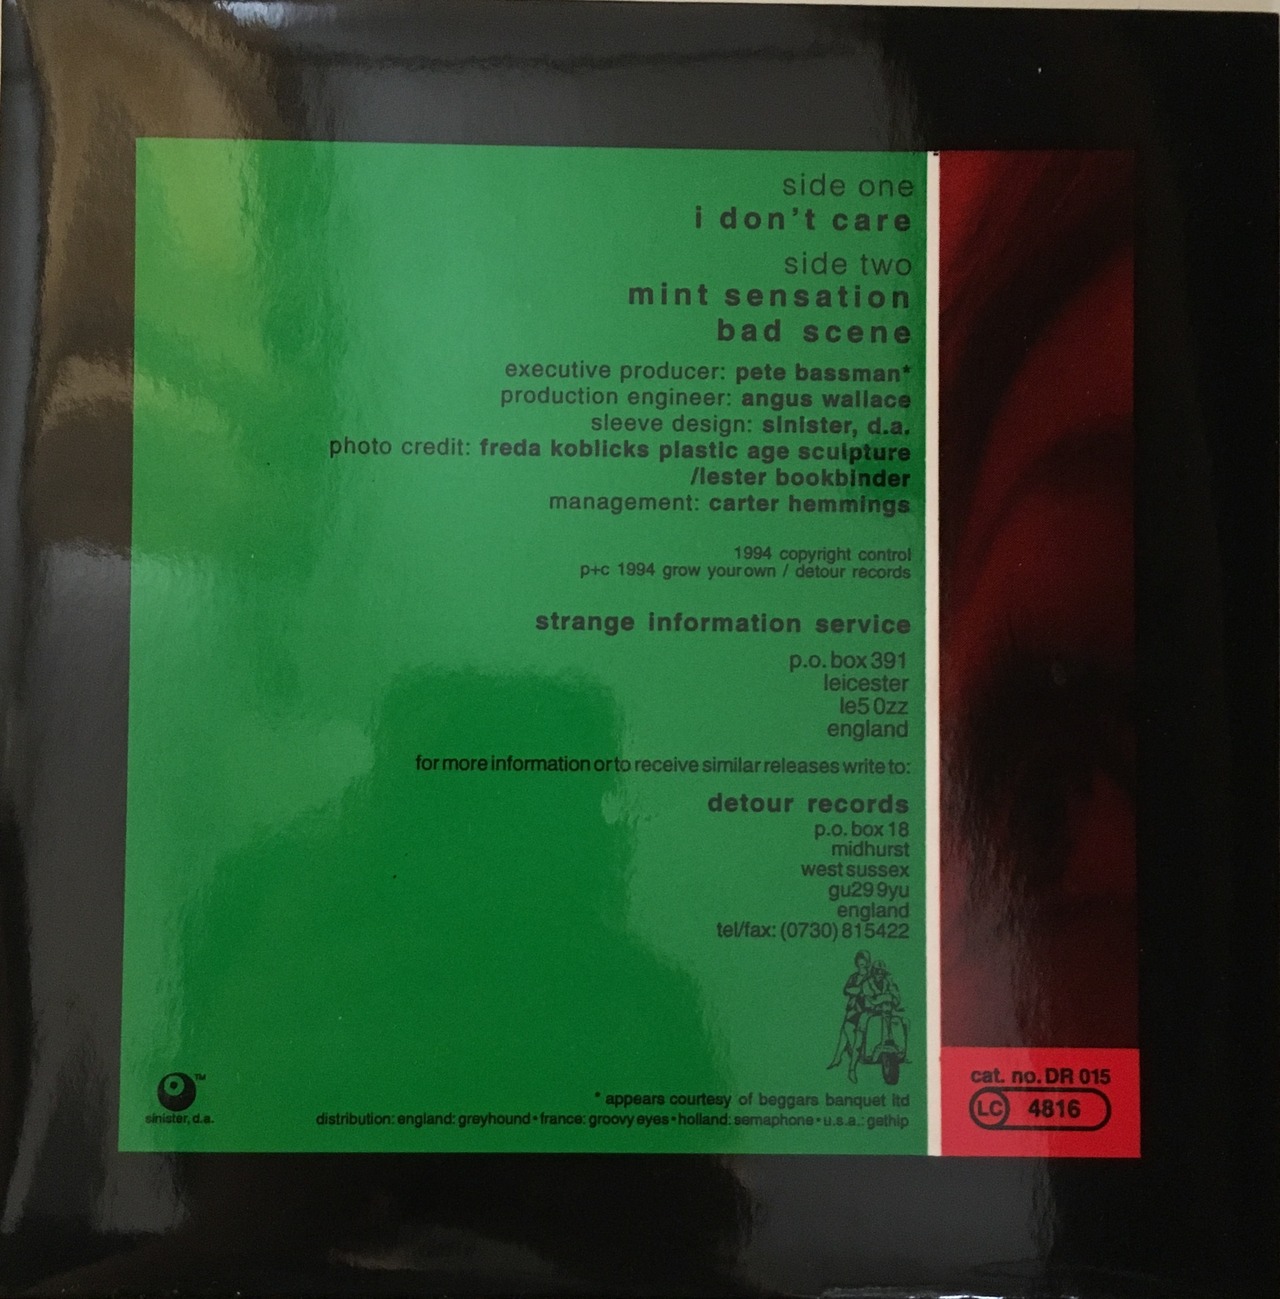 side one
i don't care
side two
mint sensation
bad scene
executive producer: pete bassman*
production engineer: angus wallace
sleeve design: sinister, d.a.
photo credit: freda koblicks plastic age sculpture
/lester bookbinder
management: carter hemmings
1994 copyright control
p+c 1994 grow your own / detour records
strange information service
p.o. box 391
leicester
le5 0zz
england
for more information or to receive similar releases write to:
detour records
p.o. box 18
midhurst
west sussex
gu29 9yu
england
tel/fax: (0730) 815422
TM
sinister, d.a.
* appears courtesy of beggars banquet ltd
distribution: england: greyhound • france: groovy eyes • holland: semaphone • u.s.a.: gethip
cat. no. DR 015
LC 4816